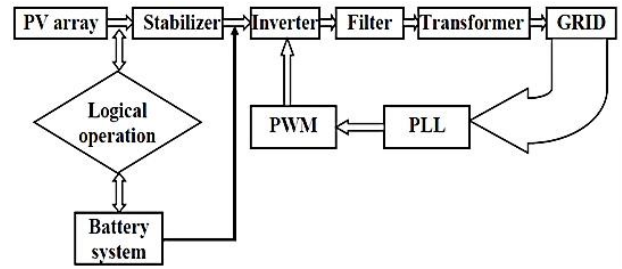 PV array
Stabilizer
Inverter
Filter
Transformer
GRID
Logical
operation
PWM
PLL
Battery
system